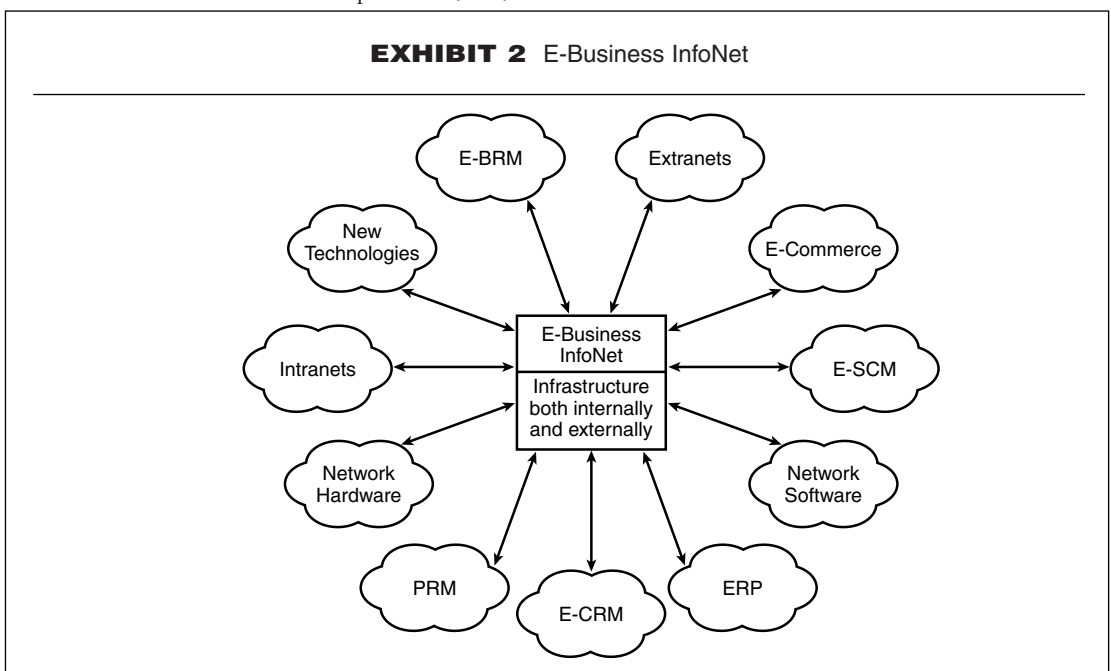 EXHIBIT 2 E-Business InfoNet
E-BRM
Extranets
New
Technologies
E-Commerce
E-Business
InfoNet
Intranets
E-SCM
Infrastructure
both internally
and externally
Network
Hardware
Network
Software
PRM
E-CRM
ERP